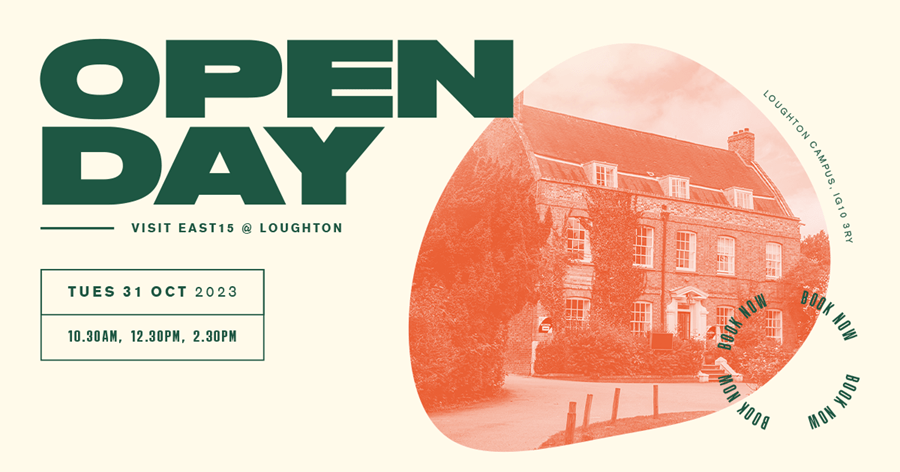 OPEN
DAY
VISIT EAST15 @ LOUGHTON
TUES 31 OCT 2023
10.30AM, 12.30PM, 2.30PM
LOUGHTON CAMPUS, IG10 3RY
BOOK NOW
BOOK NOW
BOOK NOW
BOOK NOW